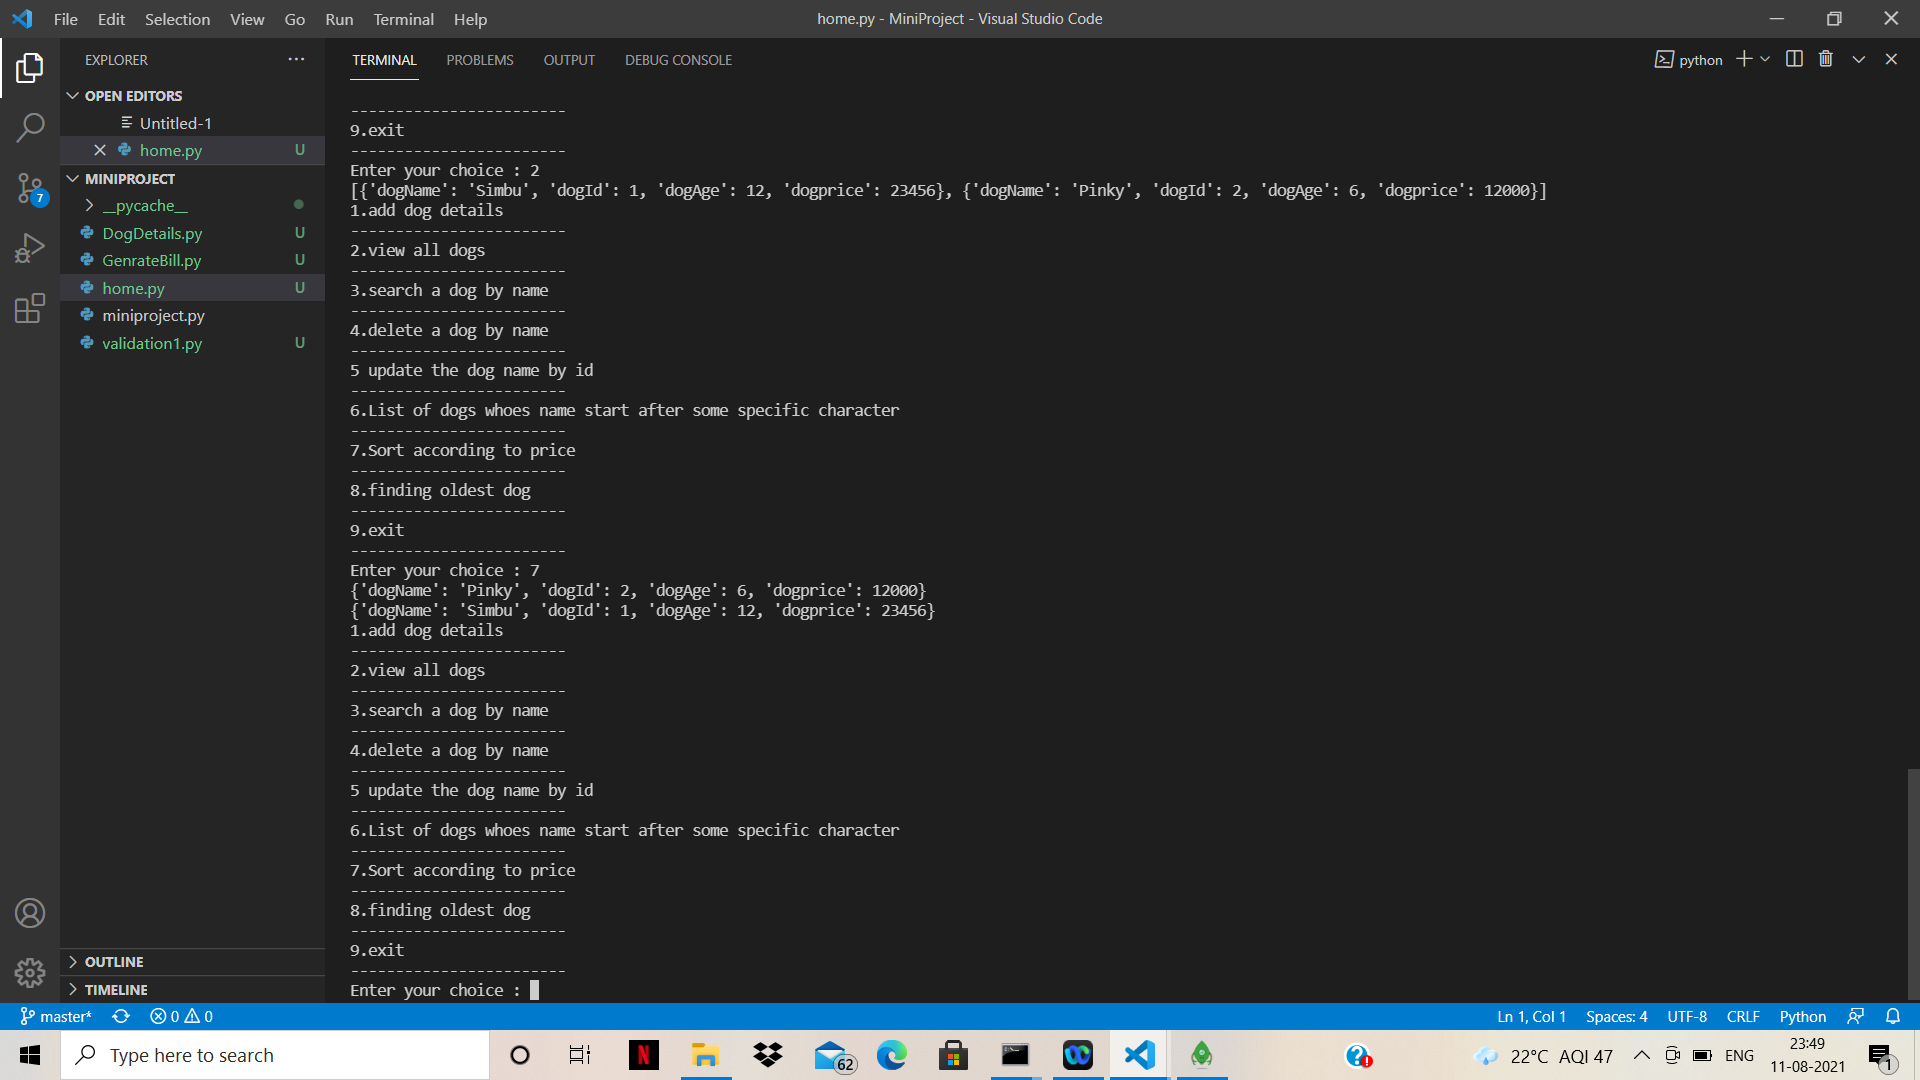 File Edit Selection View Go Run Terminal Help
home.py - MiniProject - Visual Studio Code
EXPLORER
OPEN EDITORS
Untitled-1
home.py U
MINIPROJECT
__pycache__
DogDetails.py U
GenrateBill.py U
home.py U
miniproject.py
validation1.py U
OUTLINE
TIMELINE
7
TERMINAL PROBLEMS OUTPUT DEBUG CONSOLE
python
------------------------
9.exit
------------------------
Enter your choice : 2
[{'dogName': 'Simbu', 'dogId': 1, 'dogAge': 12, 'dogprice': 23456}, {'dogName': 'Pinky', 'dogId': 2, 'dogAge': 6, 'dogprice': 12000}]
1.add dog details
------------------------
2.view all dogs
------------------------
3.search a dog by name
------------------------
4.delete a dog by name
------------------------
5 update the dog name by id
------------------------
6.List of dogs whoes name start after some specific character
------------------------
7.Sort according to price
------------------------
8.finding oldest dog
------------------------
9.exit
------------------------
Enter your choice : 7
{'dogName': 'Pinky', 'dogId': 2, 'dogAge': 6, 'dogprice': 12000}
{'dogName': 'Simbu', 'dogId': 1, 'dogAge': 12, 'dogprice': 23456}
1.add dog details
------------------------
2.view all dogs
------------------------
3.search a dog by name
------------------------
4.delete a dog by name
------------------------
5 update the dog name by id
------------------------
6.List of dogs whoes name start after some specific character
------------------------
7.Sort according to price
------------------------
8.finding oldest dog
------------------------
9.exit
------------------------
Enter your choice :
master* 0 0
Ln 1, Col 1 Spaces: 4 UTF-8 CRLF Python
Type here to search
N
62
22°C AQI 47
ENG
23:49
11-08-2021
1